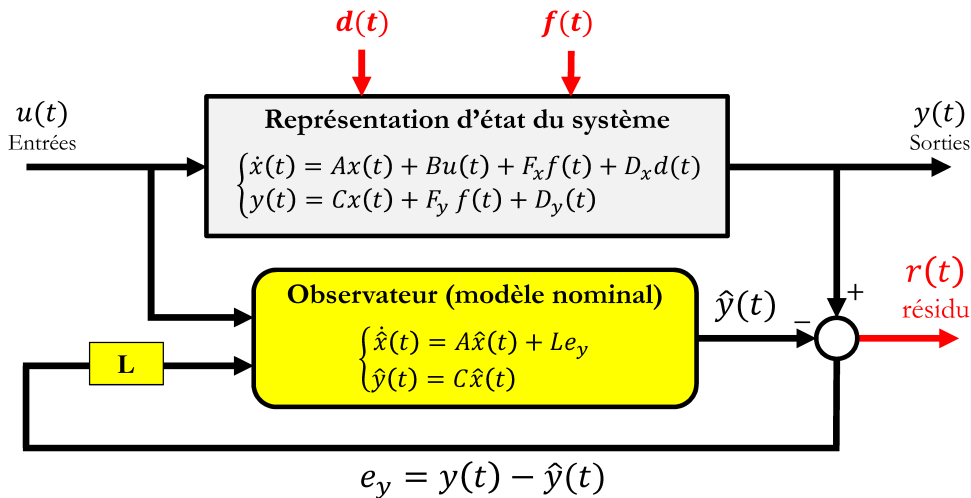 d(t)
f(t)
u(t)
Entrées
Représentation d'état du système
ẋ(t) = Ax(t) + Bu(t) + F_x f(t) + D_x d(t)
y(t) = Cx(t) + F_y f(t) + D_y(t)
y(t)
Sorties
Observateur (modèle nominal)
x̂̇(t) = Ax̂(t) + Le_y
ŷ(t) = Cx̂(t)
L
ŷ(t)
−
+
r(t)
résidu
e_y = y(t) − ŷ(t)